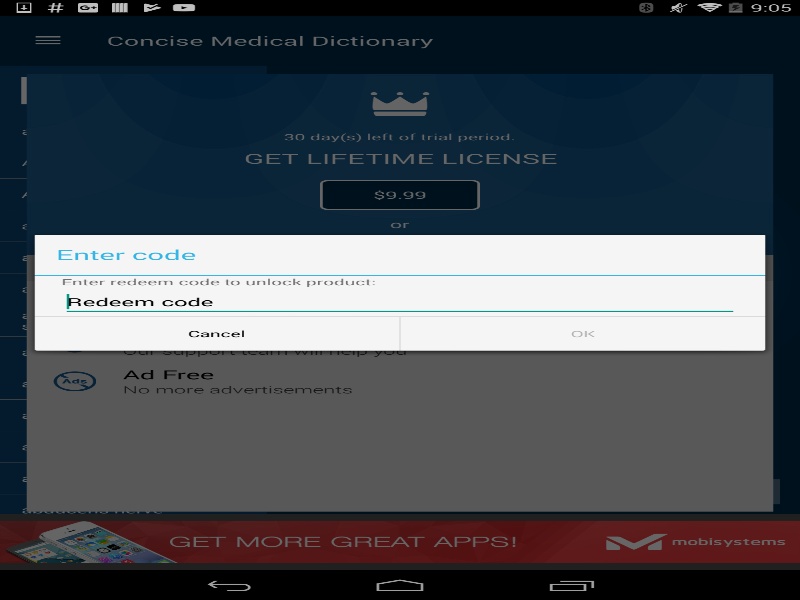 9:05
Concise Medical Dictionary
30 day(s) left of trial period.
GET LIFETIME LICENSE
$9.99
or
Enter code
Enter redeem code to unlock product:
Redeem code
Cancel
OK
Our support team will help you
Ads
Ad Free
No more advertisements
abducens nerve
GET MORE GREAT APPS!
mobisystems